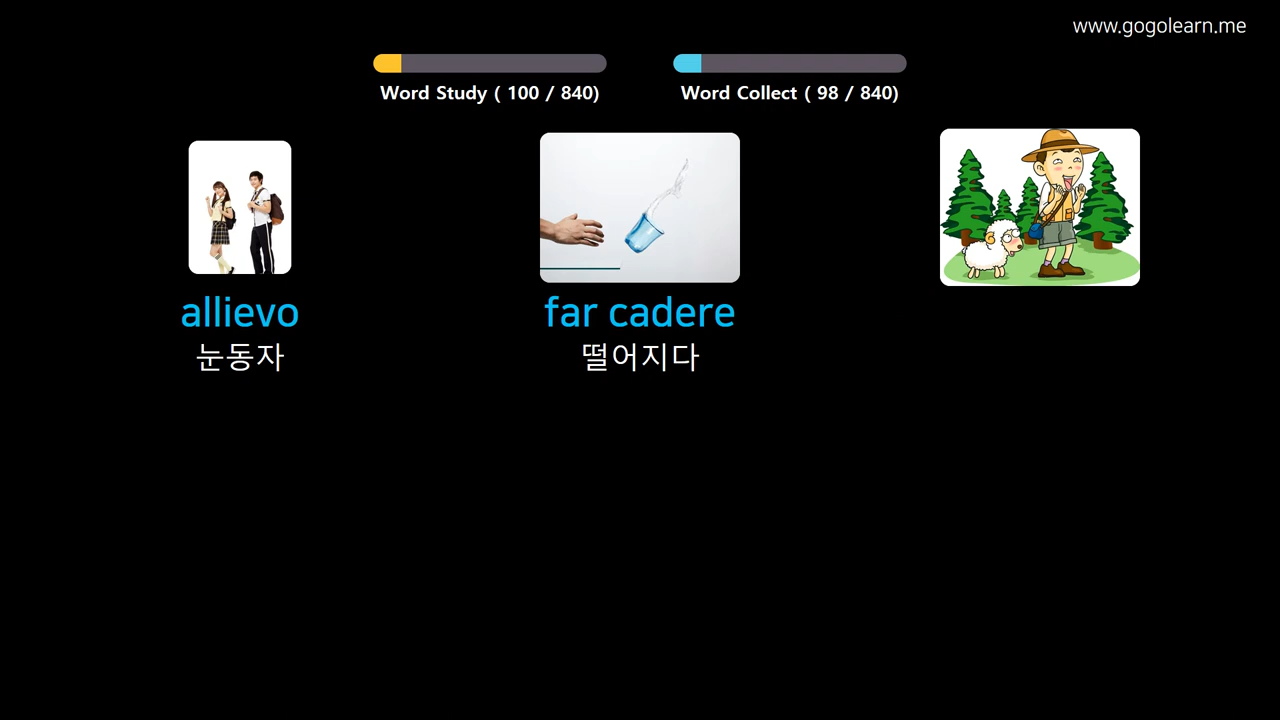 www.gogolearn.me
Word Study ( 100 / 840)
Word Collect ( 98 / 840)
allievo
눈동자
far cadere
떨어지다